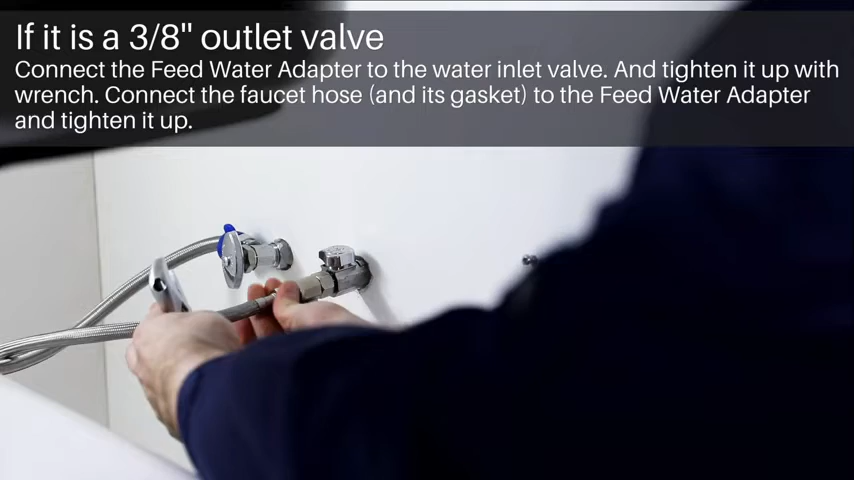 If it is a 3/8" outlet valve
Connect the Feed Water Adapter to the water inlet valve. And tighten it up with
wrench. Connect the faucet hose (and its gasket) to the Feed Water Adapter
and tighten it up.